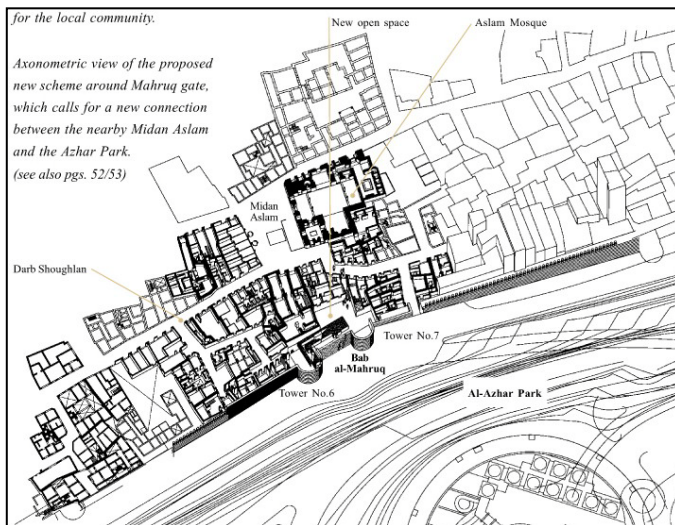 for the local community.
Axonometric view of the proposed
new scheme around Mahruq gate,
which calls for a new connection
between the nearby Midan Aslam
and the Azhar Park.
(see also pgs. 52/53)
New open space
Aslam Mosque
Midan
Aslam
Darb Shoughlan
Tower No.7
Bab
al-Mahruq
Tower No.6
Al-Azhar Park